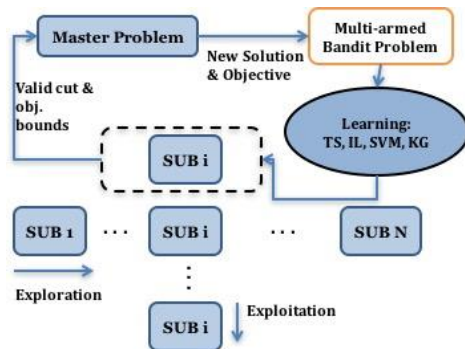 Master Problem
Multi-armed
Bandit Problem
New Solution
& Objective
Valid cut &
obj.
bounds
Learning:
TS, IL, SVM, KG
SUB i
SUB 1
...
SUB i
...
SUB N
Exploration
Exploitation
SUB i